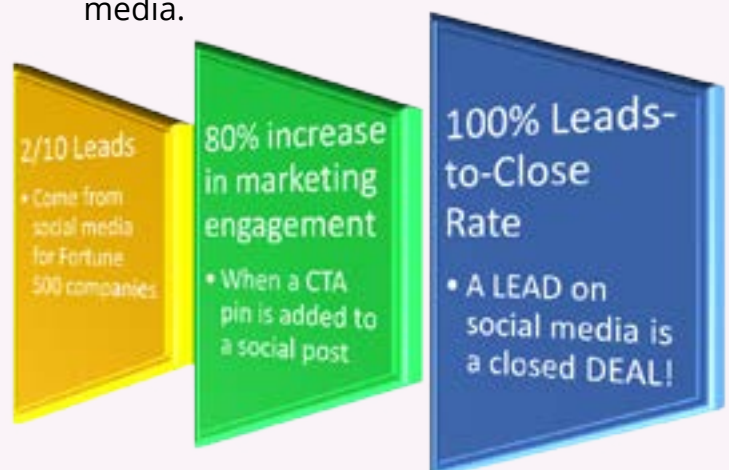 media.
2/10 Leads
• Come from
social media
for Fortune
500 companies
80% increase
in marketing
engagement
• When a CTA
pin is added to
a social post
100% Leads-
to-Close
Rate
• A LEAD on
social media is
a closed DEAL!